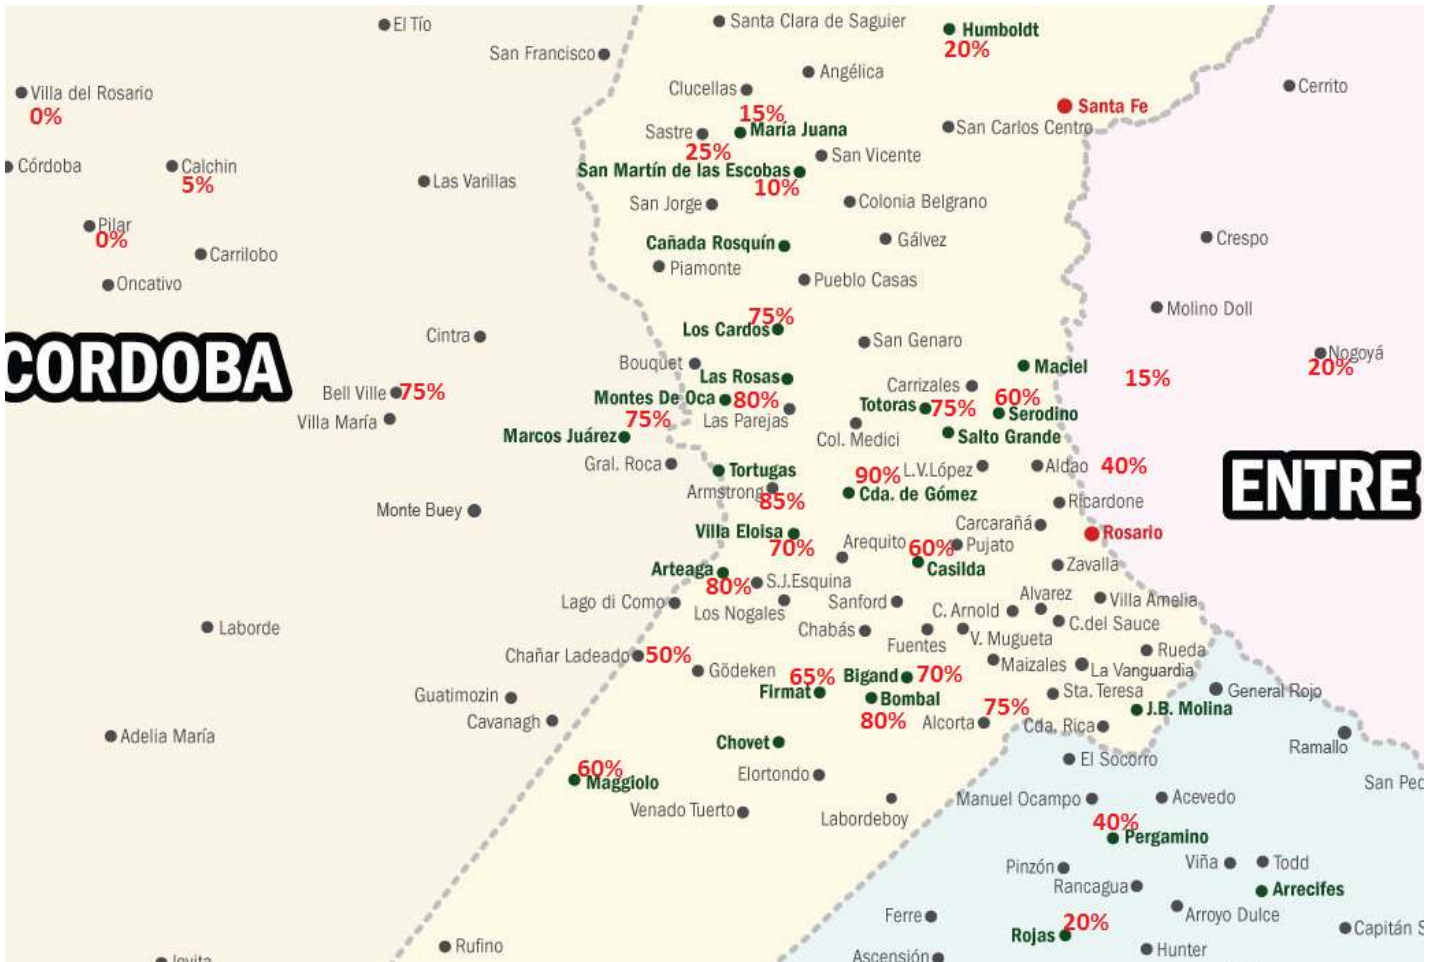 El Tío
Santa Clara de Saguier
Humboldt
20%
San Francisco
Angélica
Clucellas
Cerrito
Villa del Rosario
0%
15%
Santa Fe
Sastre
María Juana
San Carlos Centro
25%
San Vicente
Córdoba
Calchin
5%
San Martín de las Escobas
10%
Las Varillas
San Jorge
Colonia Belgrano
Pilar
0%
Cañada Rosquín
Gálvez
Crespo
Carrilobo
Piamonte
Pueblo Casas
Oncativo
Molino Doll
75%
Los Cardos
Cintra
San Genaro
Nogoyá
20%
CORDOBA
Bouquet
Maciel
15%
Las Rosas
Carrizales
Bell Ville
75%
Montes De Oca
80%
Totoras
75%
60%
Serodino
Villa María
75%
Las Parejas
Marcos Juárez
Col. Medici
Salto Grande
Gral. Roca
Tortugas
90%
L.V.López
Aldao
40%
Armstrong
85%
Cda. de Gómez
ENTRE
Ricardone
Monte Buey
Carcarañá
Villa Eloisa
70%
Arequito
60%
Pujato
Rosario
Arteaga
80%
S.J.Esquina
Casilda
Zavalla
Lago di Como
Los Nogales
Sanford
C. Arnold
Alvarez
Villa Amelia
Laborde
Chabás
Fuentes
V. Mugueta
C.del Sauce
Chañar Ladeado
50%
Gödeken
Maizales
La Vanguardia
Rueda
65%
Bigand
70%
Guatimozin
Firmat
Bombal
80%
75%
Sta. Teresa
General Rojo
Cavanagh
Alcorta
Cda. Rica
J.B. Molina
Adelia María
Chovet
Ramallo
60%
Maggiolo
Elortondo
El Socorro
San Pec
Venado Tuerto
Labordeboy
Manuel Ocampo
Acevedo
40%
Pergamino
Pinzón
Viña
Todd
Rancagua
Arrecifes
Ferre
20%
Rojas
Arroyo Dulce
Capitán S
Rufino
Ascensión
Hunter
Jovita